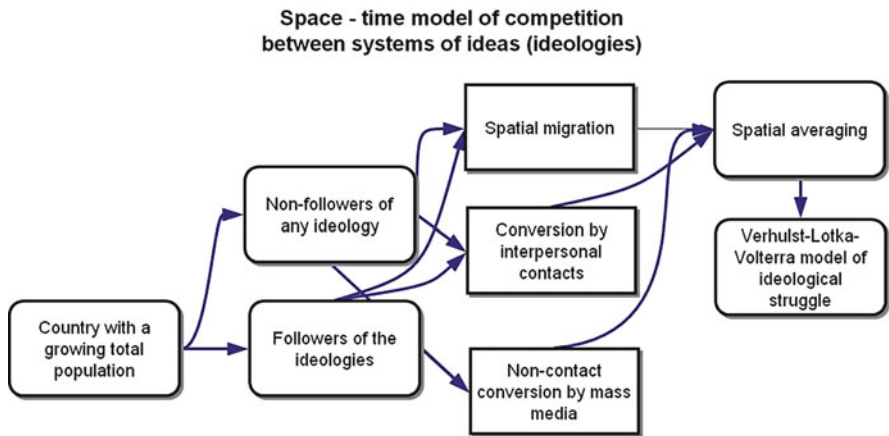 Space - time model of competition
between systems of ideas (ideologies)
Spatial migration
Spatial averaging
Non-followers of
any ideology
Conversion by
interpersonal
contacts
Verhulst-Lotka-
Volterra model of
ideological
struggle
Country with a
growing total
population
Followers of the
ideologies
Non-contact
conversion by mass
media